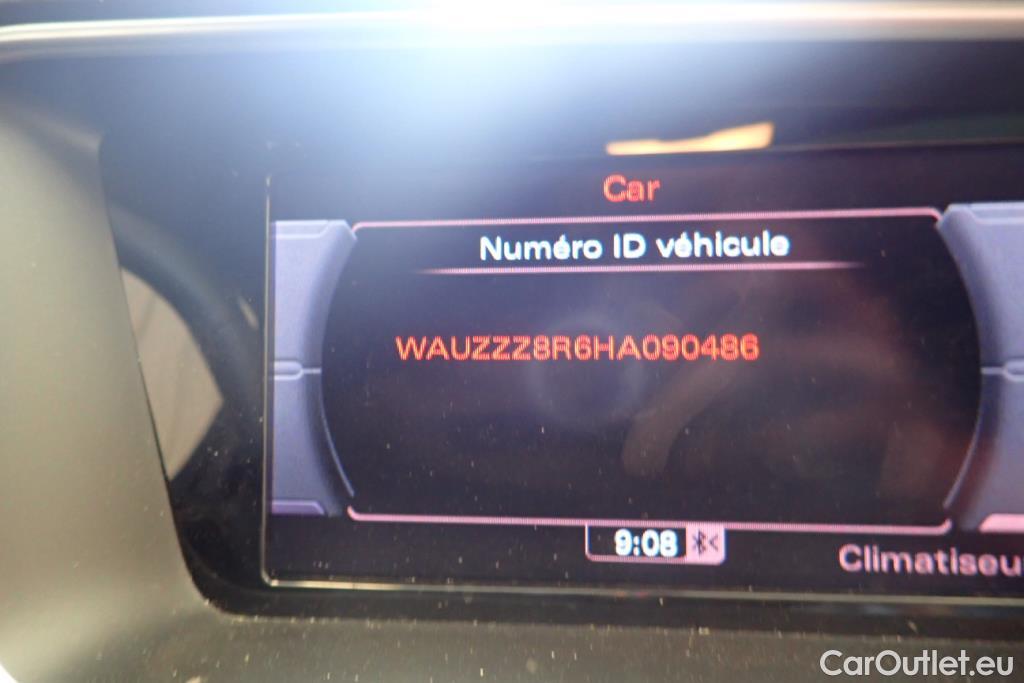 Car
Numéro ID véhicule
WAUZZZ8R6HA090486
9:08
Climatiseu
CarOutlet.eu